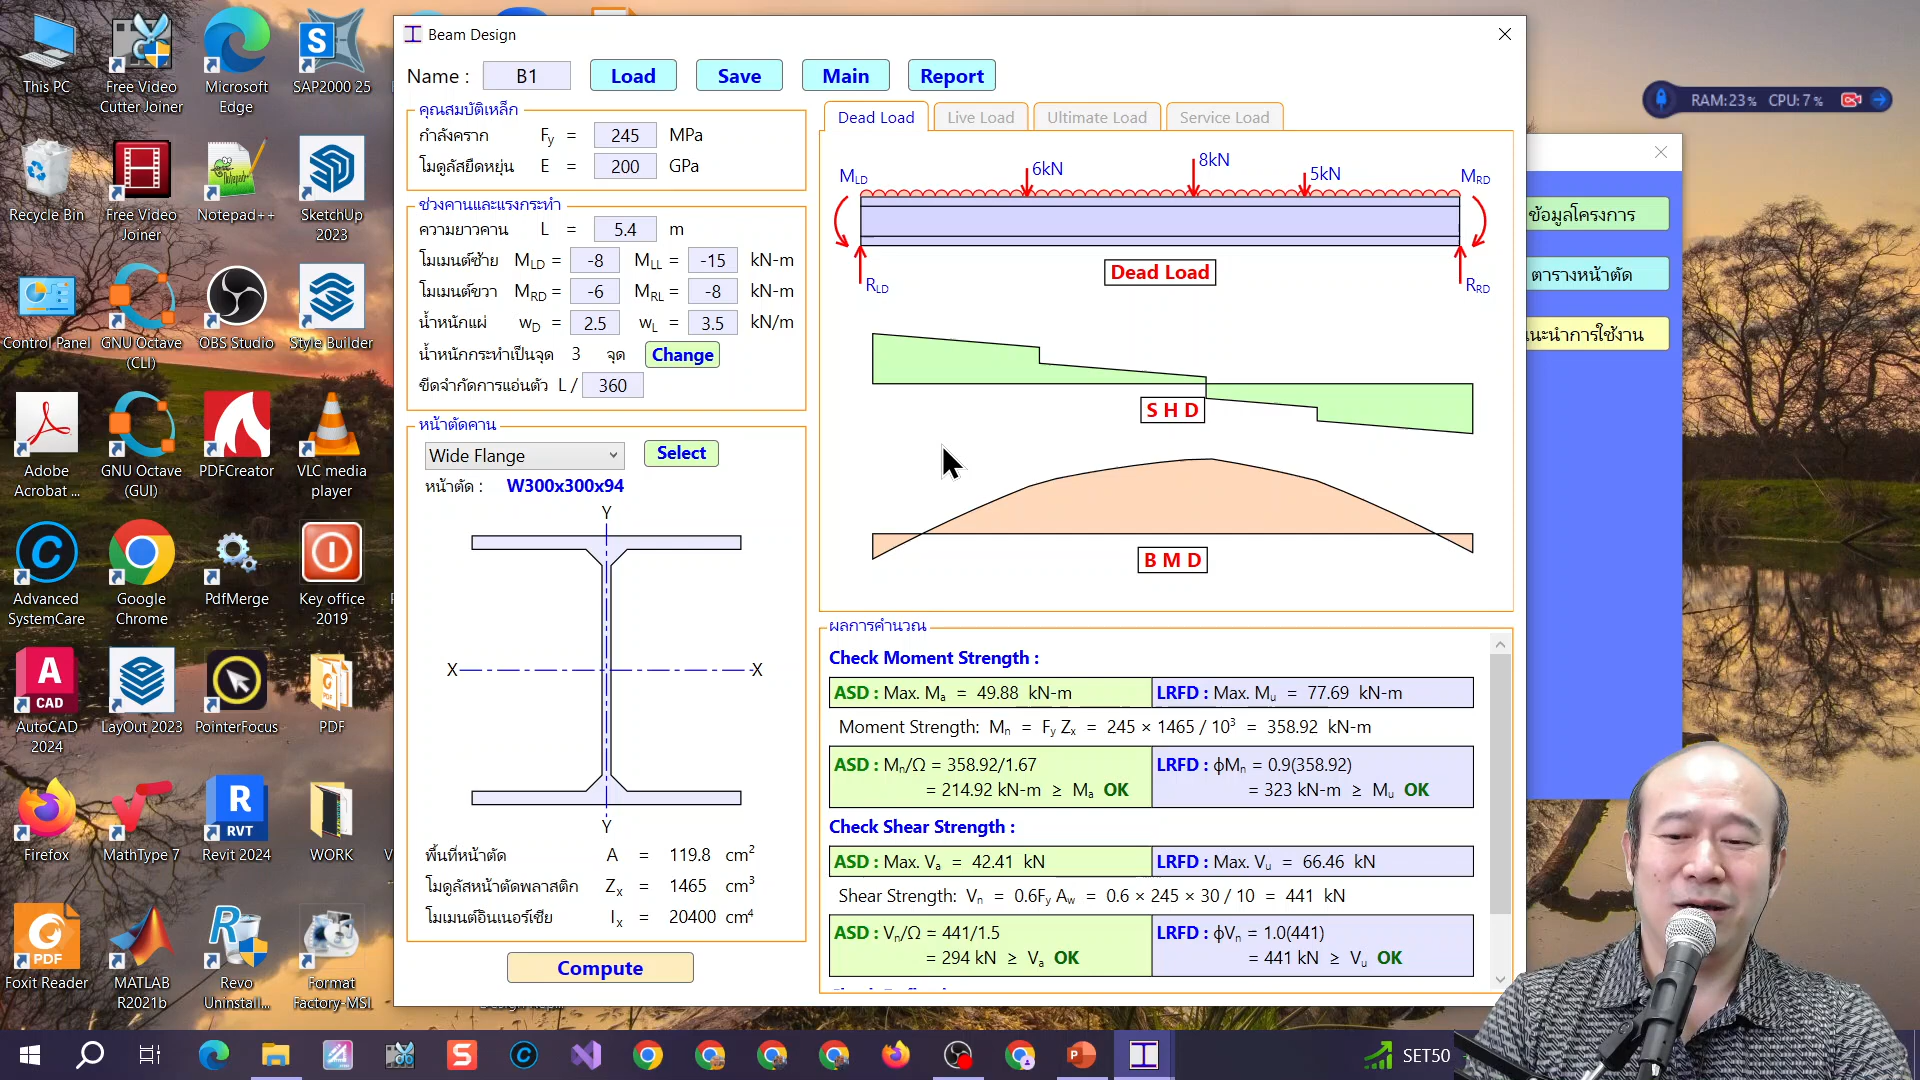 This PC
Free Video
Cutter Joiner
Microsoft
Edge
SAP2000 25
Recycle Bin
Free Video
Joiner
Notepad++
SketchUp
2023
Control Panel
GNU Octave
(CLI)
OBS Studio
Style Builder
Adobe
Acrobat ...
GNU Octave
(GUI)
PDFCreator
VLC media
player
Advanced
SystemCare
Google
Chrome
PdfMerge
Key office
2019
AutoCAD
2024
LayOut 2023
PointerFocus
PDF
Firefox
MathType 7
Revit 2024
WORK
Foxit Reader
MATLAB
R2021b
Revo
Uninstall...
Format
Factory-MSI
Beam Design
Name : B1 Load Save Main Report
คุณสมบัติเหล็ก
กำลังคราก Fy = 245 MPa
โมดูลัสยืดหยุ่น E = 200 GPa
ช่วงคานและแรงกระทำ
ความยาวคาน L = 5.4 m
โมเมนต์ซ้าย MLD = -8 MLL = -15 kN-m
โมเมนต์ขวา MRD = -6 MRL = -8 kN-m
น้ำหนักแผ่ wD = 2.5 wL = 3.5 kN/m
น้ำหนักกระทำเป็นจุด 3 จุด Change
ขีดจำกัดการแอ่นตัว L / 360
หน้าตัดคาน
Wide Flange Select
หน้าตัด : W300x300x94
Y
X X
Y
พื้นที่หน้าตัด A = 119.8 cm²
โมดูลัสหน้าตัดพลาสติก Zx = 1465 cm³
โมเมนต์อินเนอร์เชีย Ix = 20400 cm⁴
Compute
Dead Load Live Load Ultimate Load Service Load
MLD 6kN 8kN 5kN MRD
Dead Load
RLD RRD
S H D
B M D
ผลการคำนวณ
Check Moment Strength :
ASD : Max. Ma = 49.88 kN-m LRFD : Max. Mu = 77.69 kN-m
Moment Strength: Mn = Fy Zx = 245 × 1465 / 10³ = 358.92 kN-m
ASD : Mn/Ω = 358.92/1.67 LRFD : ϕMn = 0.9(358.92)
= 214.92 kN-m ≥ Ma OK = 323 kN-m ≥ Mu OK
Check Shear Strength :
ASD : Max. Va = 42.41 kN LRFD : Max. Vu = 66.46 kN
Shear Strength: Vn = 0.6Fy Aw = 0.6 × 245 × 30 / 10 = 441 kN
ASD : Vn/Ω = 441/1.5 LRFD : ϕVn = 1.0(441)
= 294 kN ≥ Va OK = 441 kN ≥ Vu OK
RAM:23% CPU:7%
ข้อมูลโครงการ
ตารางหน้าตัด
แนะนำการใช้งาน
SET50